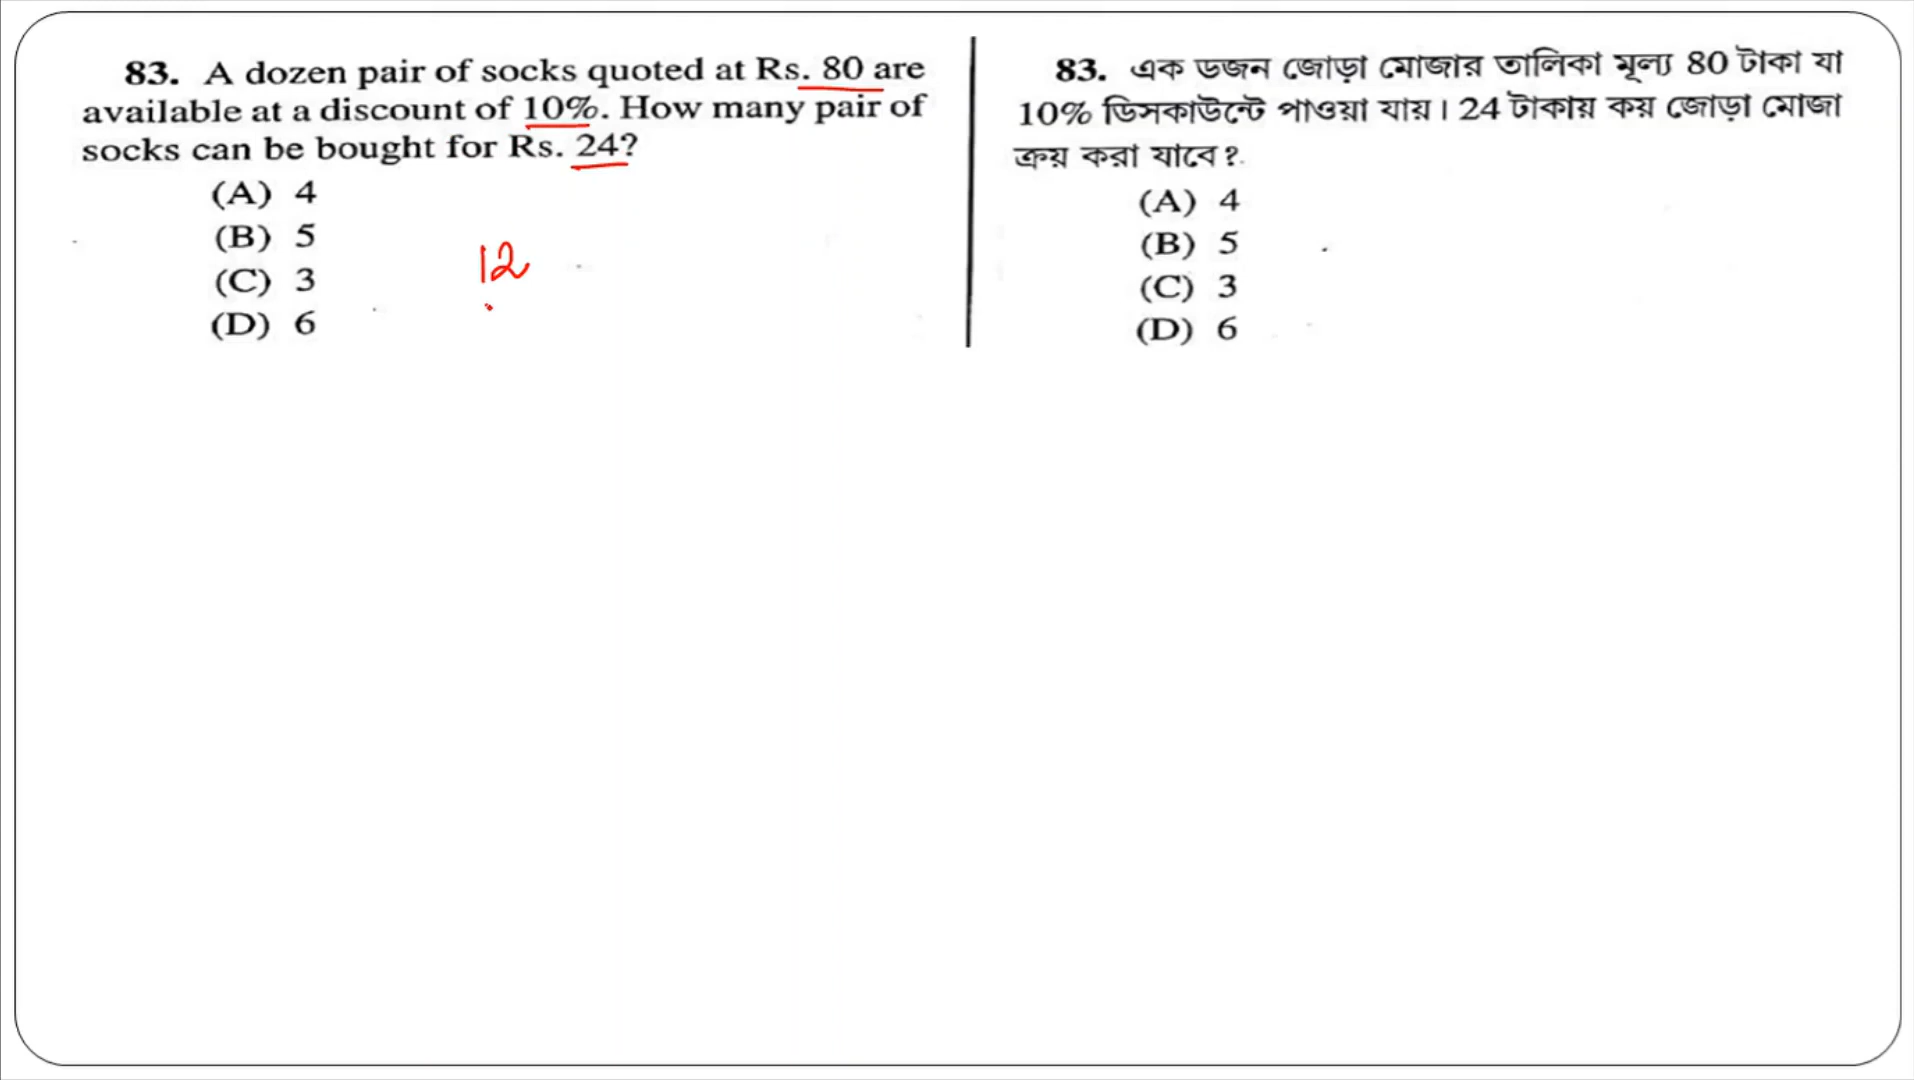 83. A dozen pair of socks quoted at Rs. 80 are
available at a discount of 10%. How many pair of
socks can be bought for Rs. 24?
(A) 4
(B) 5
(C) 3
(D) 6
12
83. এক ডজন জোড়া মোজার তালিকা মূল্য 80 টাকা যা
10% ডিসকাউন্টে পাওয়া যায়। 24 টাকায় কয় জোড়া মোজা
ক্রয় করা যাবে?
(A) 4
(B) 5
(C) 3
(D) 6